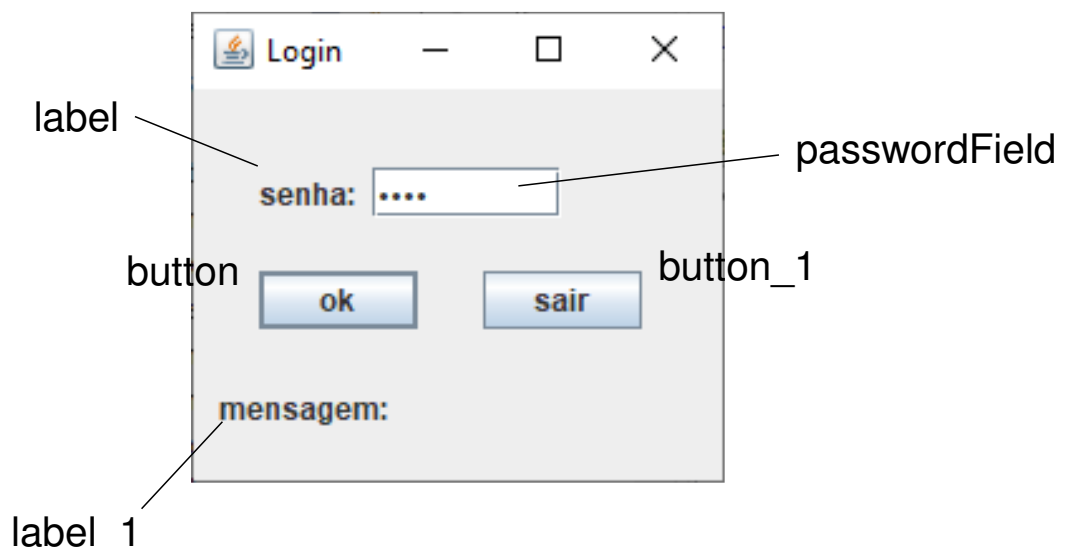 Login
label
passwordField
senha: ••••
button
button_1
ok
sair
mensagem:
label_1